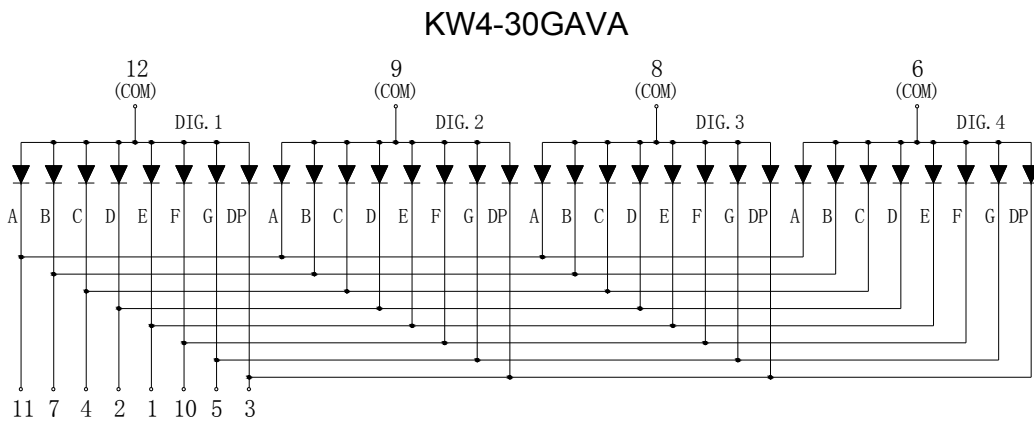 KW4-30GAVA
12 9 8 6
(COM) (COM) (COM) (COM)
DIG.1 DIG.2 DIG.3 DIG.4
A B C D E F G DP A B C D E F G DP A B C D E F G DP A B C D E F G DP
11 7 4 2 1 10 5 3